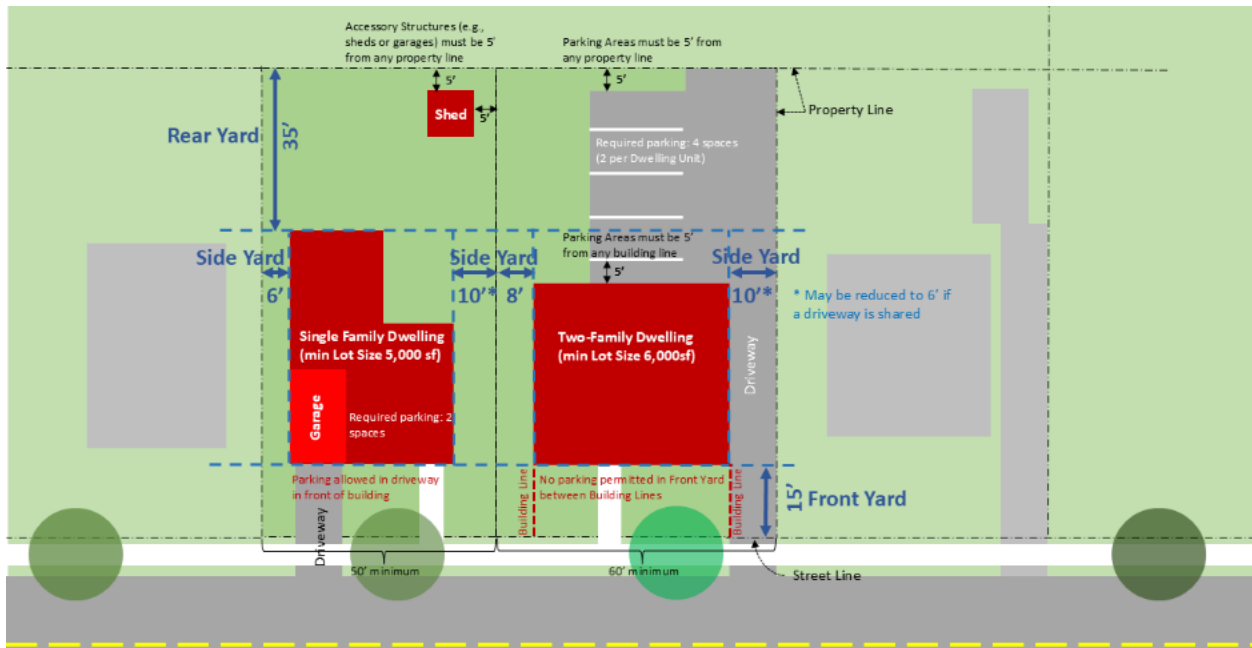 Accessory Structures (e.g.,
sheds or garages) must be 5'
from any property line
Parking Areas must be 5' from
any property line
5'
5'
Shed
5'
Property Line
Rear Yard
35'
Required parking: 4 spaces
(2 per Dwelling Unit)
Parking Areas must be 5'
from any building line
5'
Side Yard
6'
Side Yard
10'*
8'
Side Yard
10'*
* May be reduced to 6' if
a driveway is shared
Single Family Dwelling
(min Lot Size 5,000 sf)
Two-Family Dwelling
(min Lot Size 6,000sf)
Driveway
Garage
Required parking: 2
spaces
Parking allowed in driveway
in front of building
Building Line
No parking permitted in Front Yard
between Building Lines
Building Line
15'
Front Yard
Driveway
50' minimum
60' minimum
Street Line